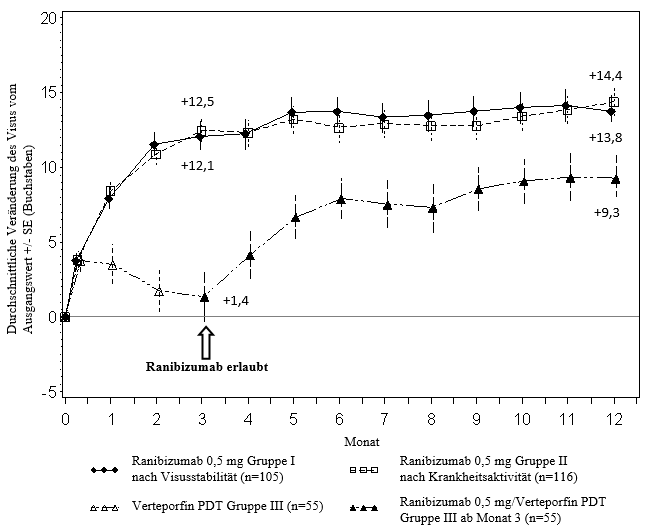 Durchschnittliche Veränderung des Visus vom
Ausgangswert +/- SE (Buchstaben)
20
15
10
5
0
-5
+12,5
+12,1
+14,4
+13,8
+9,3
+1,4
Ranibizumab erlaubt
0 1 2 3 4 5 6 7 8 9 10 11 12
Monat
Ranibizumab 0,5 mg Gruppe I
nach Visusstabilität (n=105)
Ranibizumab 0,5 mg Gruppe II
nach Krankheitsaktivität (n=116)
Verteporfin PDT Gruppe III (n=55)
Ranibizumab 0,5 mg/Verteporfin PDT
Gruppe III ab Monat 3 (n=55)